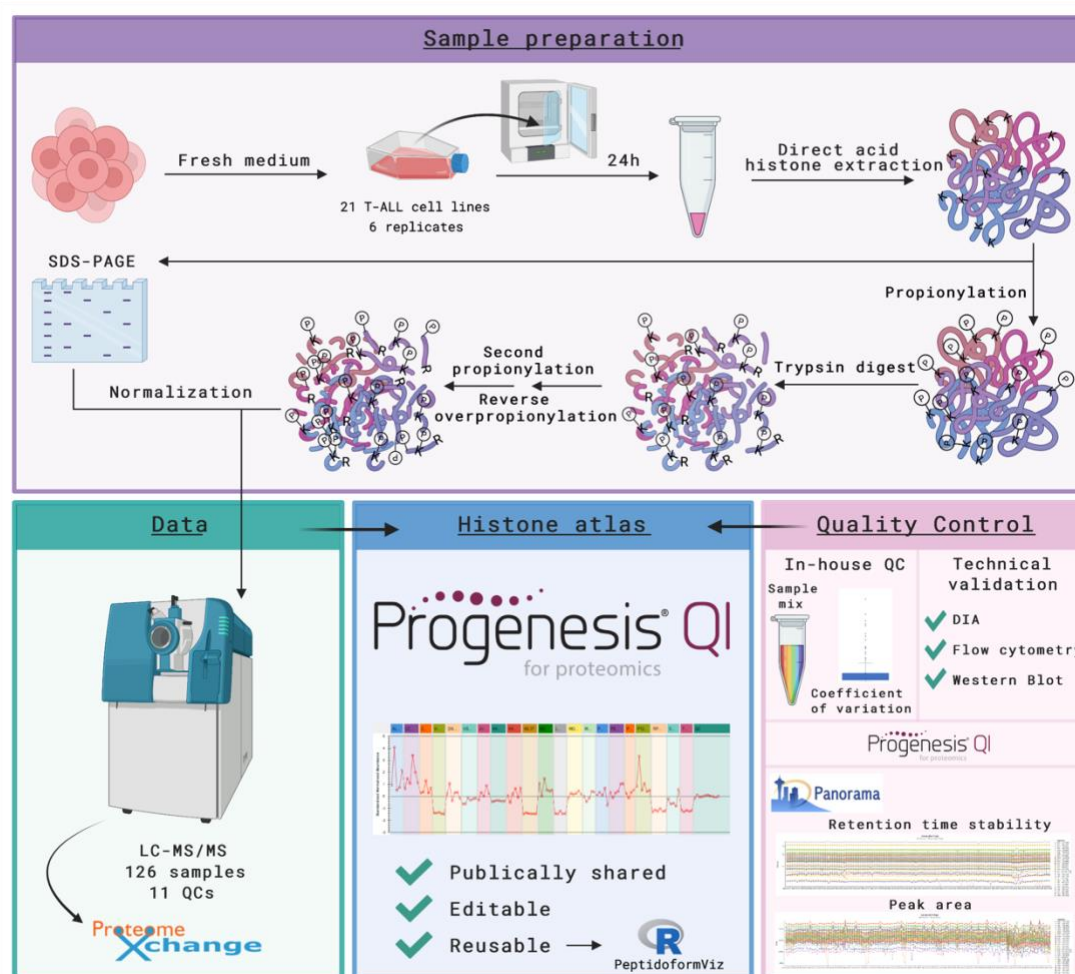 Sample preparation
Fresh medium
24h
Direct acid
histone extraction
21 T-ALL cell lines
6 replicates
SDS-PAGE
Propionylation
Normalization
Second
propionylation
Reverse
overpropionylation
Trypsin digest
Data
LC-MS/MS
126 samples
11 QCs
Proteome
Xchange
Histone atlas
Progenesis® QI
for proteomics
Publically shared
Editable
Reusable
R
PeptidoformViz
Quality Control
In-house QC
Sample
mix
Coefficient
of variation
Technical
validation
DIA
Flow cytometry
Western Blot
Progenesis QI
for proteomics
Panorama
Retention time stability
Peak area